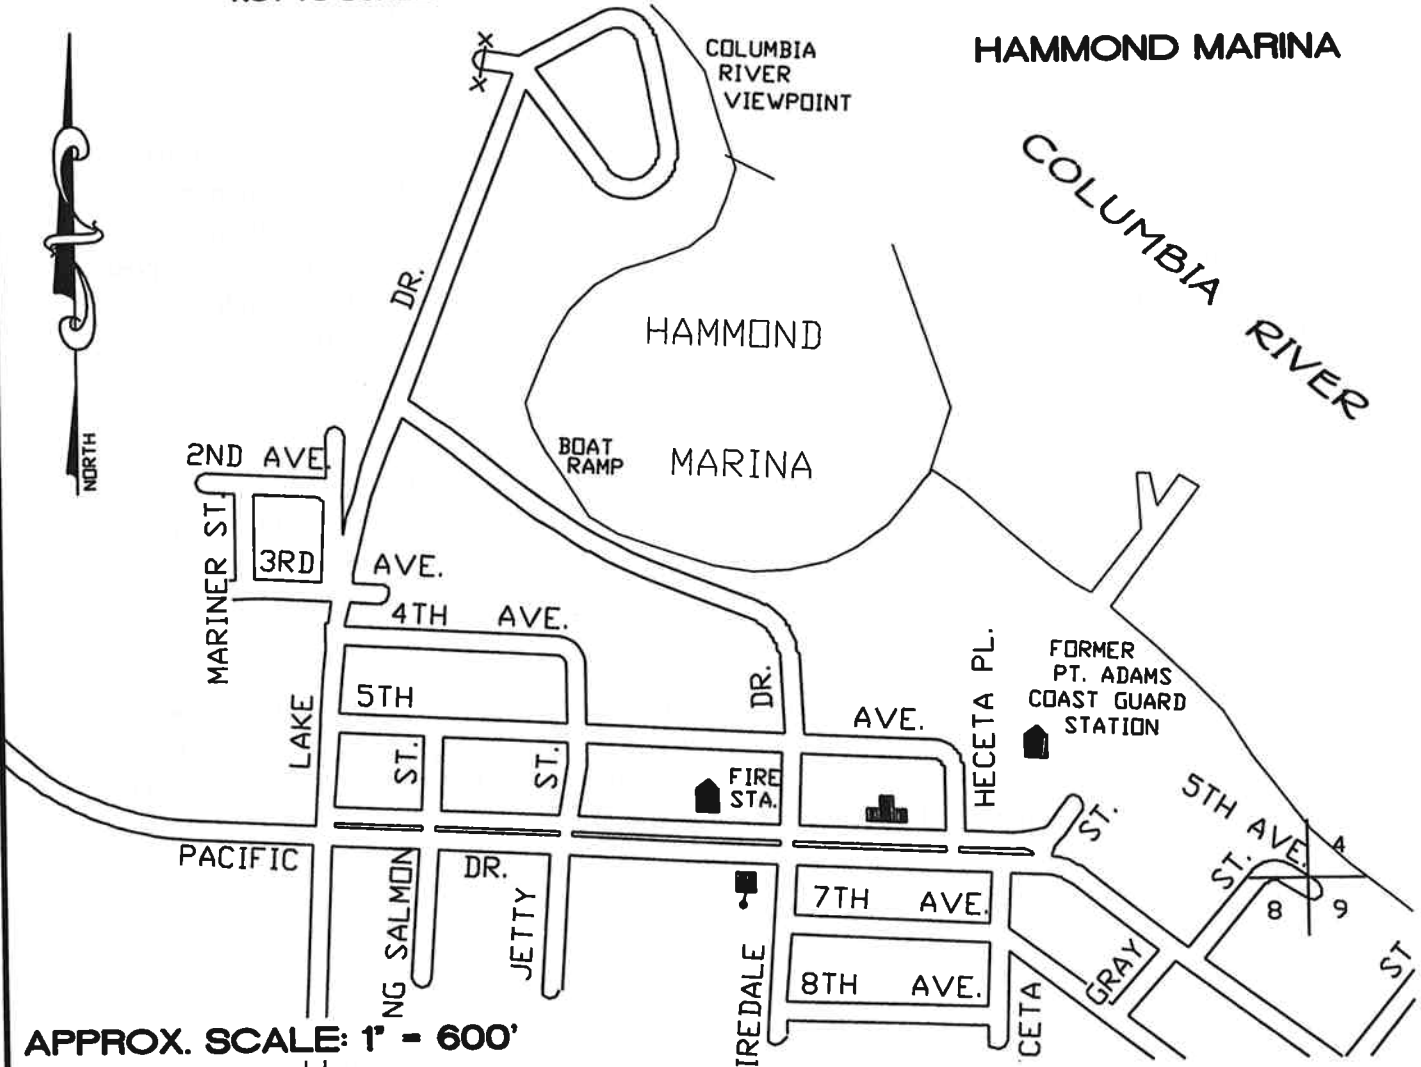 HAMMOND MARINA
COLUMBIA
RIVER
VIEWPOINT
COLUMBIA RIVER
DR.
HAMMOND
MARINA
BOAT
RAMP
NORTH
2ND AVE.
MARINER ST.
3RD AVE.
4TH AVE.
5TH AVE.
LAKE
ST.
ST.
DR.
HECETA PL.
FORMER
PT. ADAMS
COAST GUARD
STATION
FIRE
STA.
5TH AVE.
ST.
ST.
4
8 9
PACIFIC DR.
NG SALMON
JETTY
IREDALE
7TH AVE.
8TH AVE.
GRAY
CETA
ST
APPROX. SCALE: 1" = 600'